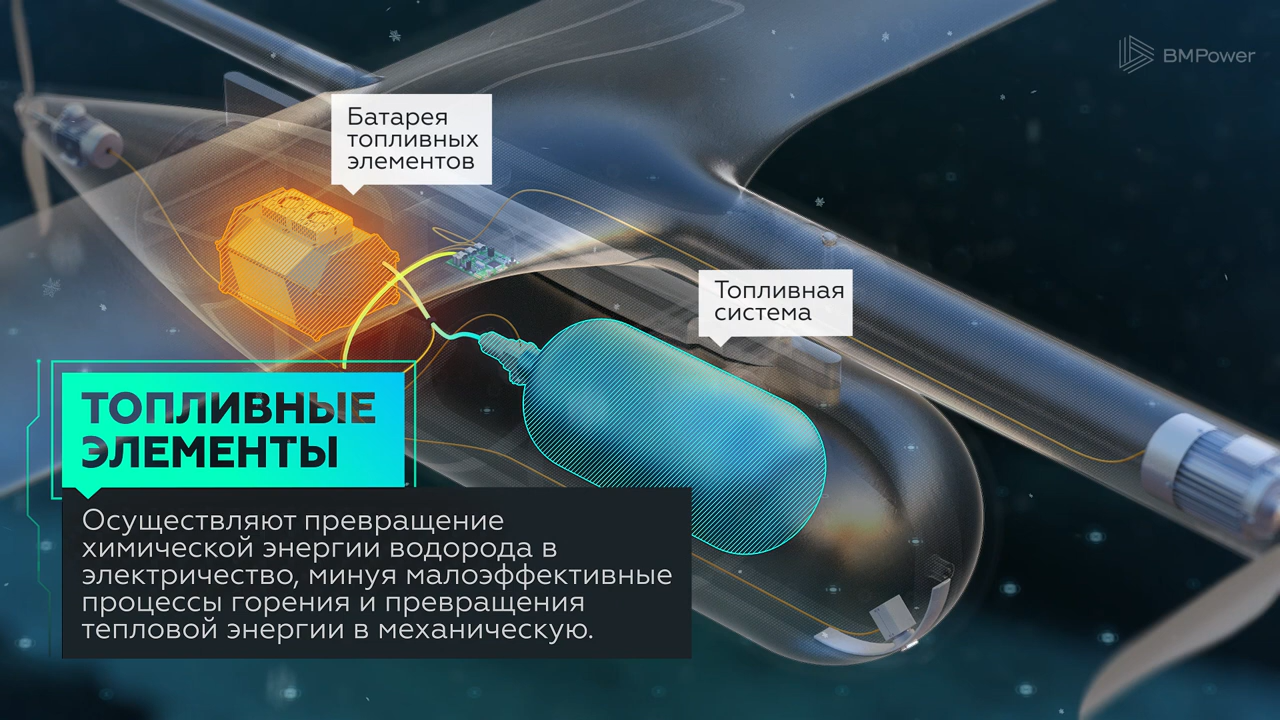 BMPower
Батарея
топливных
элементов
Топливная
система
ТОПЛИВНЫЕ
ЭЛЕМЕНТЫ
Осуществляют превращение
химической энергии водорода в
электричество, минуя малоэффективные
процессы горения и превращения
тепловой энергии в механическую.